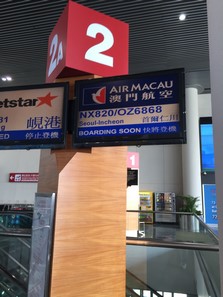 2
2A
etstar
峴港
停止登機
AIR MACAU
澳門航空
NX820/OZ6868
Seoul-Incheon 首爾仁川
BOARDING SOON 快將登機
1